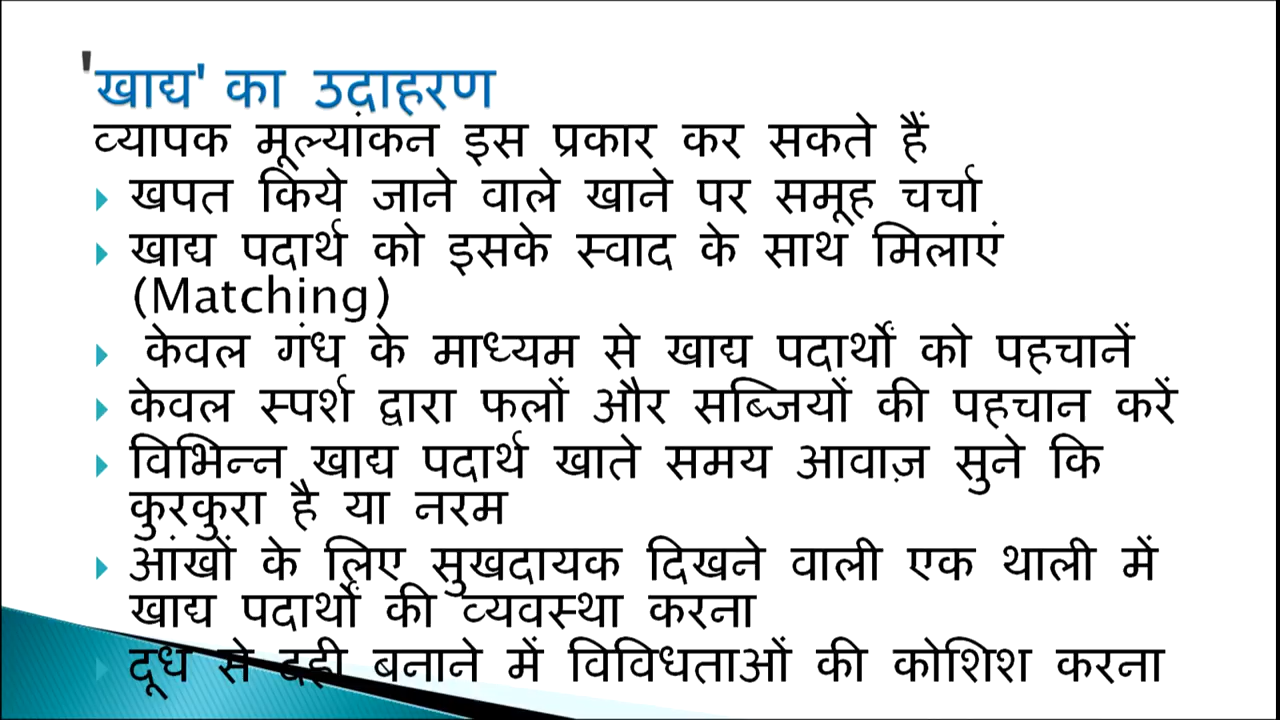 'खाद्य' का उदाहरण
व्यापक मूल्यांकन इस प्रकार कर सकते हैं
खपत किये जाने वाले खाने पर समूह चर्चा
खाद्य पदार्थ को इसके स्वाद के साथ मिलाएं
(Matching)
केवल गंध के माध्यम से खाद्य पदार्थों को पहचानें
केवल स्पर्श द्वारा फलों और सब्जियों की पहचान करें
विभिन्न खाद्य पदार्थ खाते समय आवाज़ सुने कि
कुरकुरा है या नरम
आंखों के लिए सुखदायक दिखने वाली एक थाली में
खाद्य पदार्थों की व्यवस्था करना
दूध से दही बनाने में विविधताओं की कोशिश करना